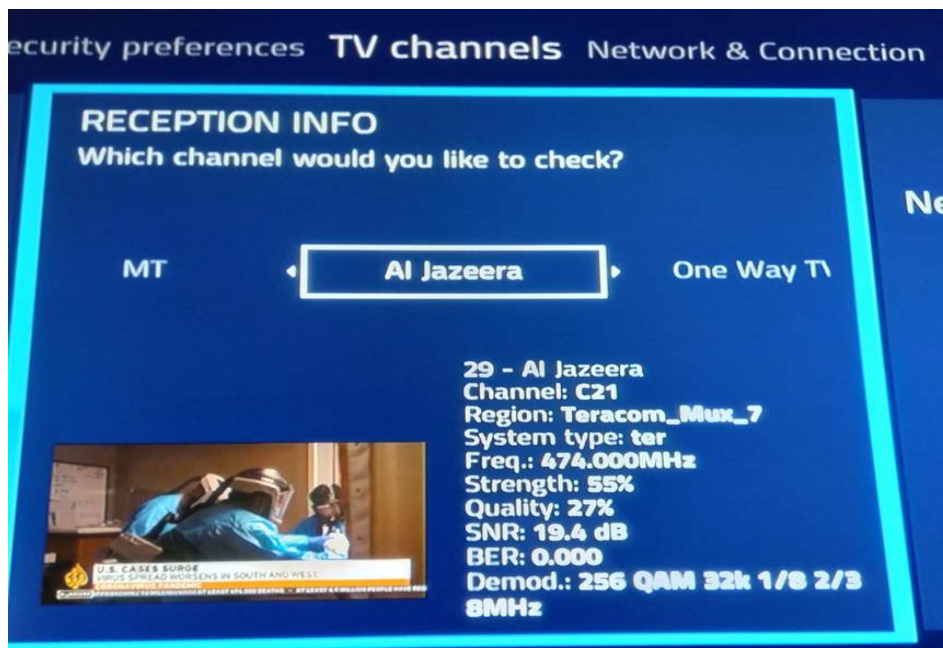 ecurity preferences TV channels Network & Connection
RECEPTION INFO
Which channel would you like to check?
Ne
MT Al Jazeera One Way T
29 - Al Jazeera
Channel: C21
Region: Teracom_Mux_7
System type: ter
Freq.: 474.000MHz
Strength: 55%
Quality: 27%
SNR: 19.4 dB
BER: 0.000
Demod.: 256 QAM 32k 1/8 2/3
8MHz
U.S. CASES SURGE
VIRUS SPREAD WORSENS IN SOUTH AND WEST
CORONAVIRUS PANDEMIC